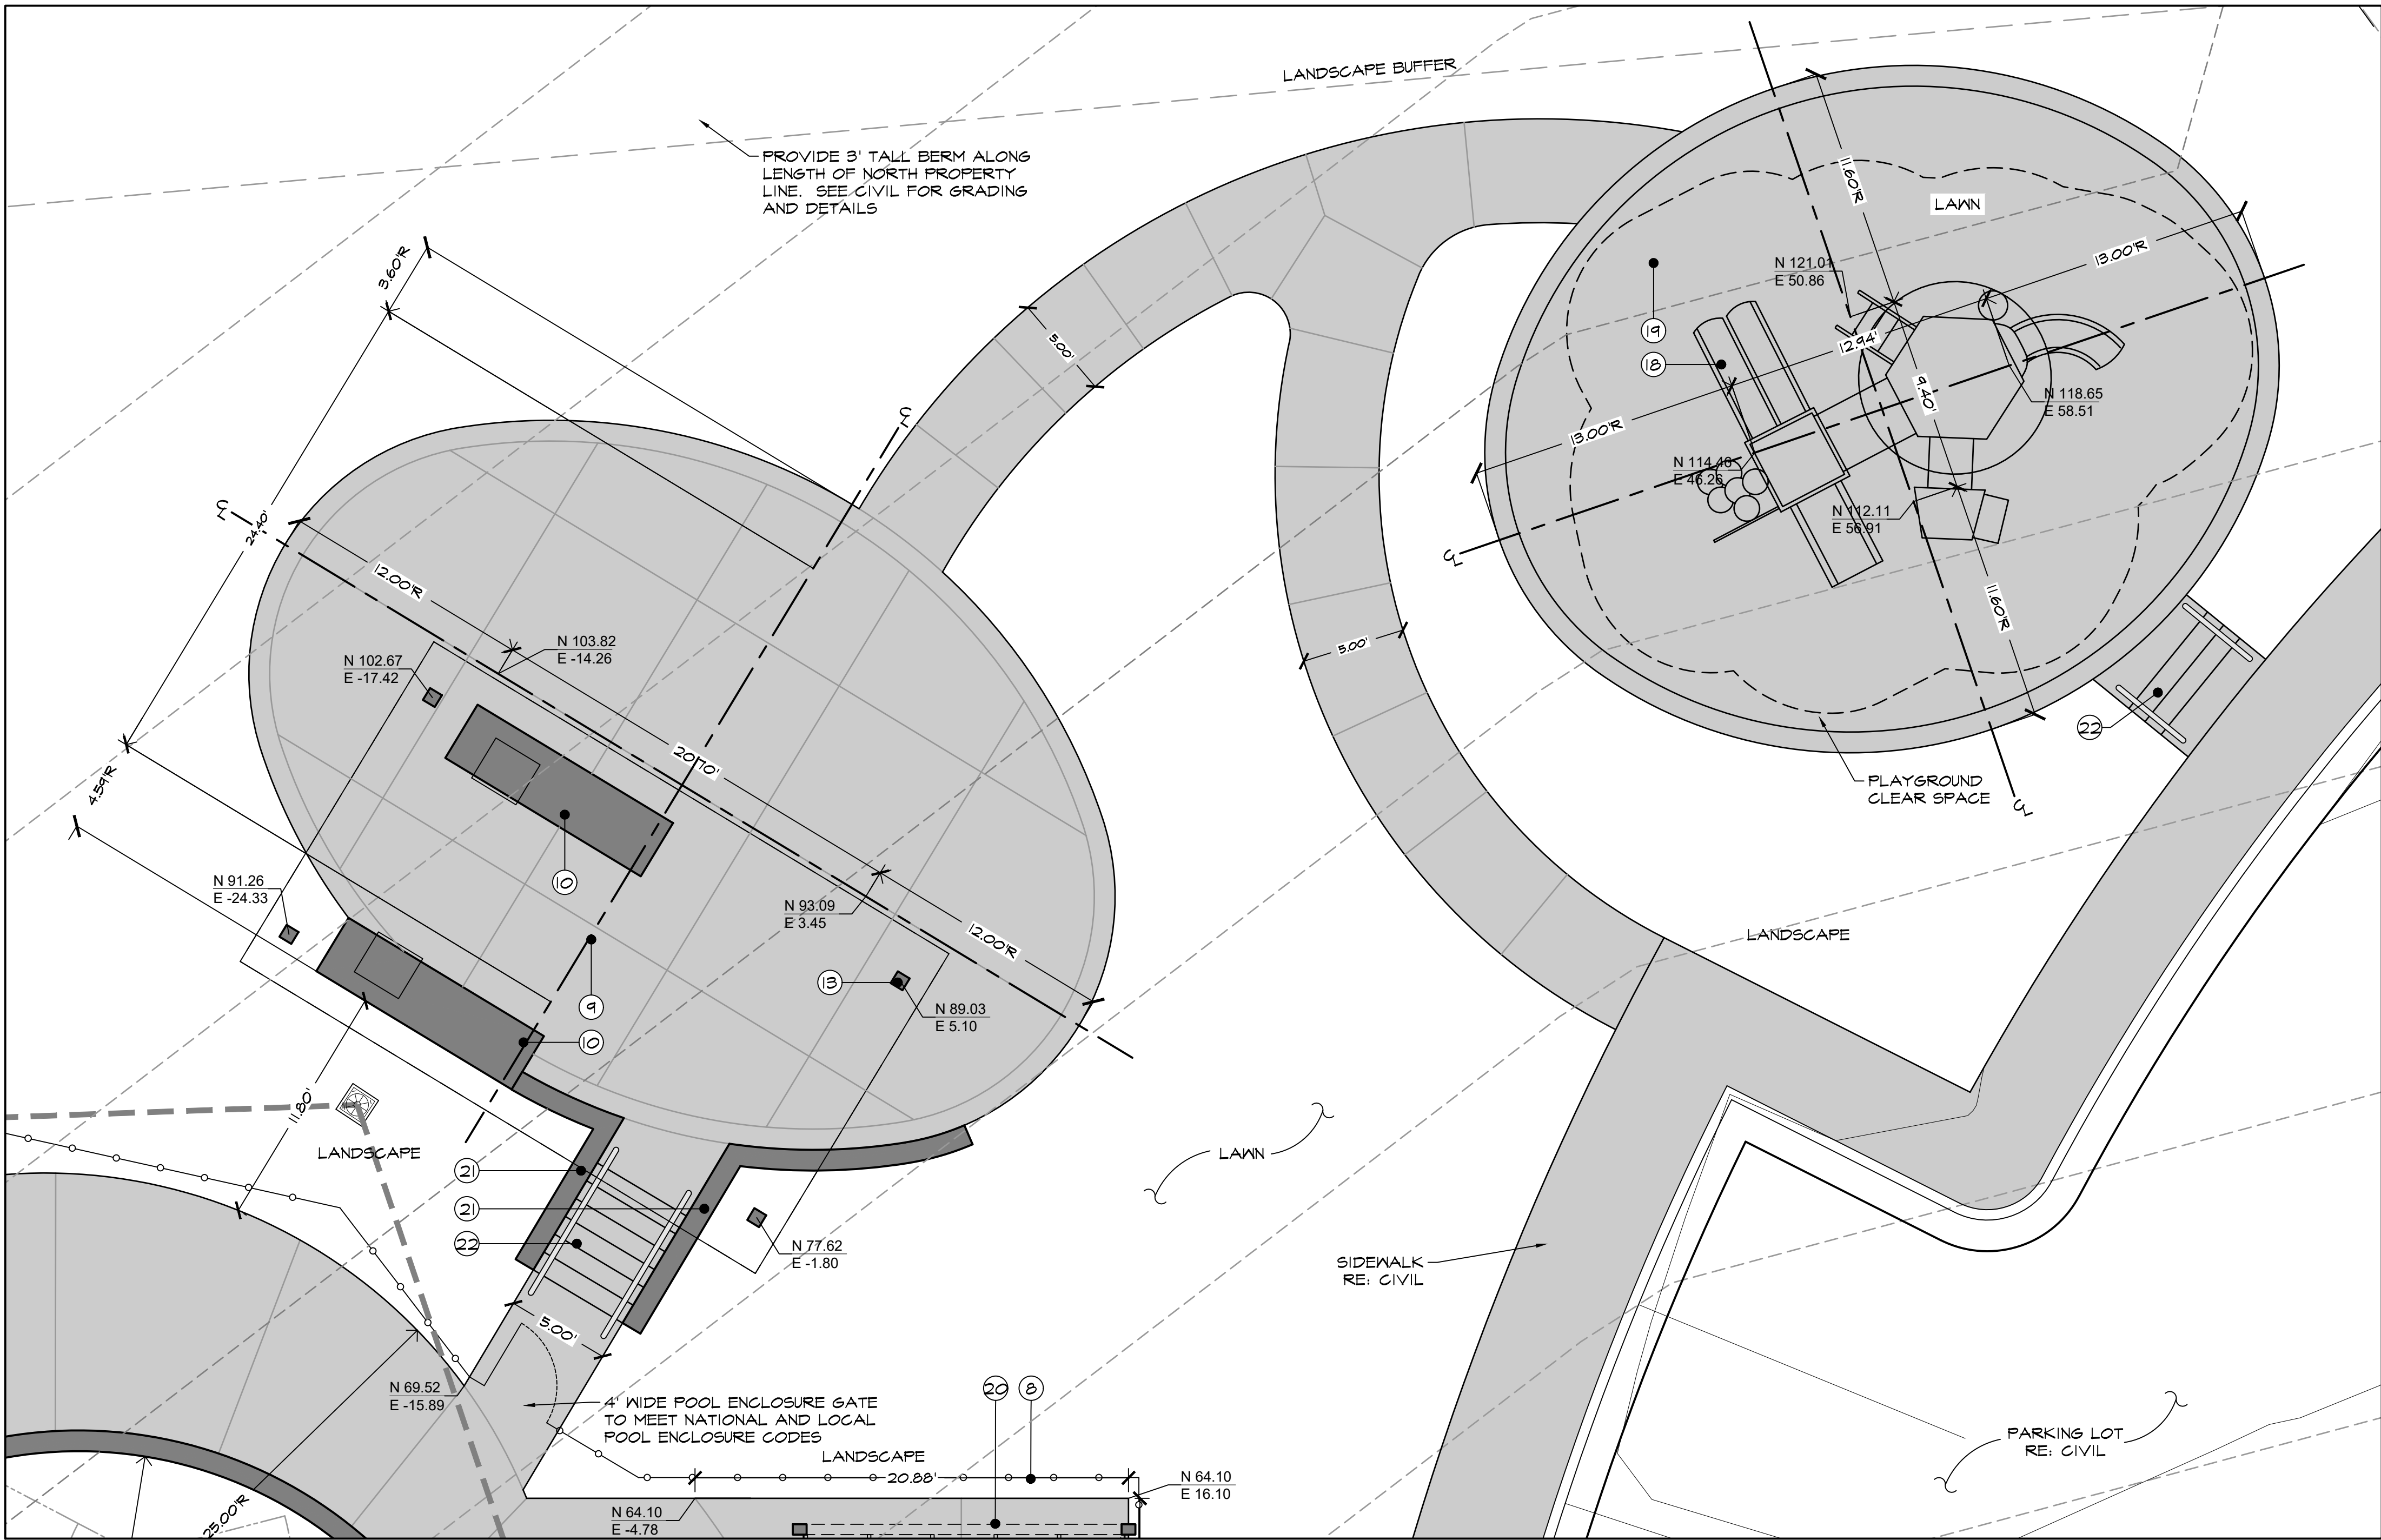 LANDSCAPE BUFFER
PROVIDE 3' TALL BERM ALONG
LENGTH OF NORTH PROPERTY
LINE. SEE CIVIL FOR GRADING
AND DETAILS
11.60'R
LAWN
13.00'R
3.60'R
N 121.01
E 50.86
19
12.94'
18
5.00'
9.40'
N 118.65
E 58.51
13.00'R
CL
N 114.46
E 46.26
CL
24.40'
N 112.11
E 56.91
CL
12.00'R
11.60'R
N 103.82
E -14.26
N 102.67
E -17.42
5.00'
22
20.70'
4.59'R
PLAYGROUND
CLEAR SPACE
CL
10
N 91.26
E -24.33
N 93.09
E 3.45
12.00'R
LANDSCAPE
13
9
N 89.03
E 5.10
10
11.80'
LANDSCAPE
LAWN
21
21
22
N 77.62
E -1.80
SIDEWALK
RE: CIVIL
5.00'
N 69.52
E -15.89
4' WIDE POOL ENCLOSURE GATE
TO MEET NATIONAL AND LOCAL
POOL ENCLOSURE CODES
20
8
LANDSCAPE
PARKING LOT
RE: CIVIL
20.88'
N 64.10
E 16.10
25.00'R
N 64.10
E -4.78